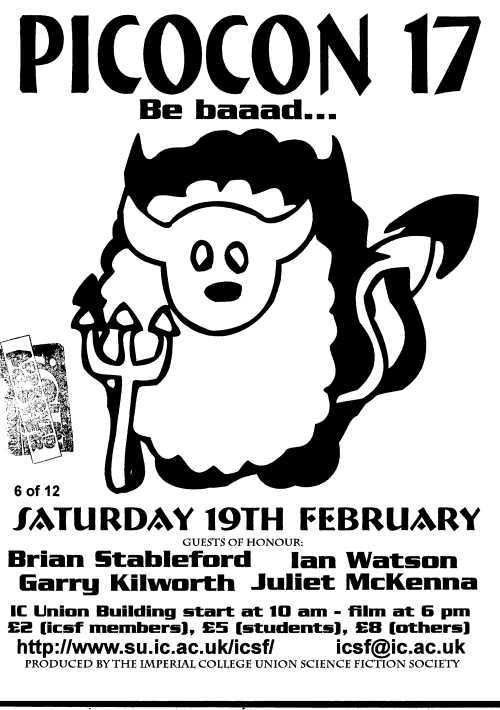 PICOCON 17
Be baaad...
6 of 12
SATURDAY 19TH FEBRUARY
GUESTS OF HONOUR:
Brian Stableford Ian Watson
Garry Kilworth Juliet McKenna
IC Union Building start at 10 am - film at 6 pm
£2 (icsf members), £5 (students), £8 (others)
http://www.su.ic.ac.uk/icsf/ icsf@ic.ac.uk
PRODUCED BY THE IMPERIAL COLLEGE UNION SCIENCE FICTION SOCIETY